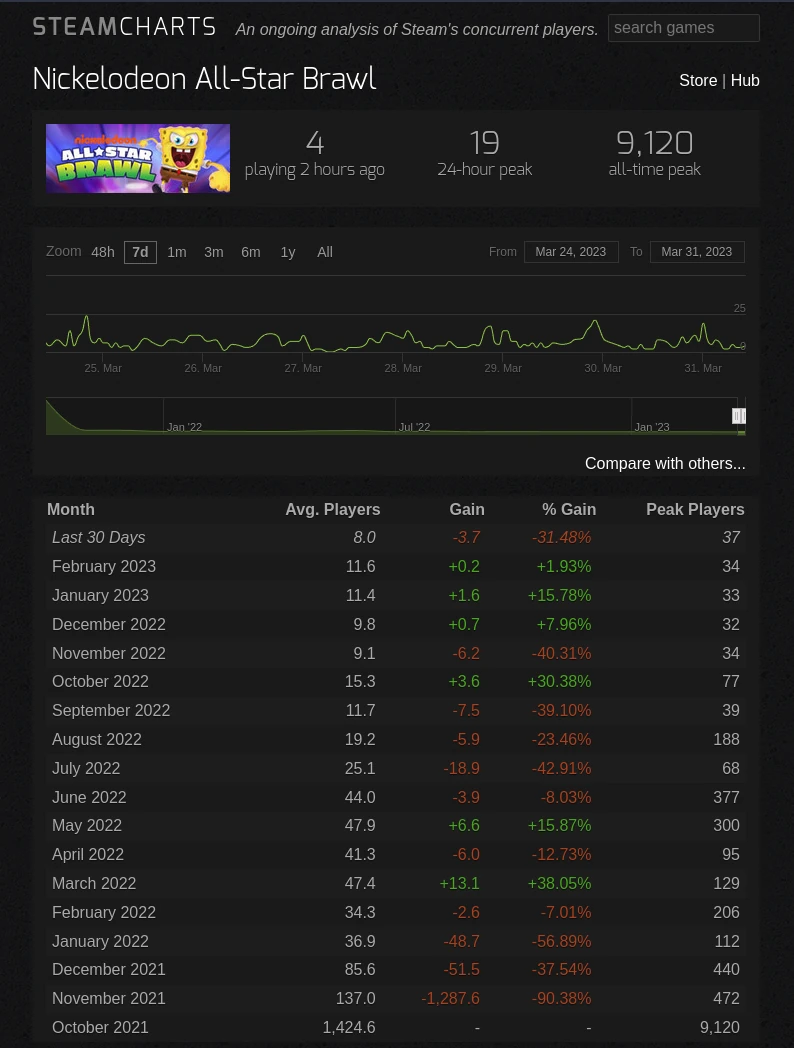 STEAMCHARTS An ongoing analysis of Steam's concurrent players. search games
Nickelodeon All-Star Brawl Store | Hub
nickelodeon
ALL★STAR
BRAWL
4 19 9,120
playing 2 hours ago 24-hour peak all-time peak
Zoom 48h 7d 1m 3m 6m 1y All From Mar 24, 2023 To Mar 31, 2023
25
0
25. Mar 26. Mar 27. Mar 28. Mar 29. Mar 30. Mar 31. Mar
Jan '22 Jul '22 Jan '23
Compare with others...
Month Avg. Players Gain % Gain Peak Players
Last 30 Days 8.0 -3.7 -31.48% 37
February 2023 11.6 +0.2 +1.93% 34
January 2023 11.4 +1.6 +15.78% 33
December 2022 9.8 +0.7 +7.96% 32
November 2022 9.1 -6.2 -40.31% 34
October 2022 15.3 +3.6 +30.38% 77
September 2022 11.7 -7.5 -39.10% 39
August 2022 19.2 -5.9 -23.46% 188
July 2022 25.1 -18.9 -42.91% 68
June 2022 44.0 -3.9 -8.03% 377
May 2022 47.9 +6.6 +15.87% 300
April 2022 41.3 -6.0 -12.73% 95
March 2022 47.4 +13.1 +38.05% 129
February 2022 34.3 -2.6 -7.01% 206
January 2022 36.9 -48.7 -56.89% 112
December 2021 85.6 -51.5 -37.54% 440
November 2021 137.0 -1,287.6 -90.38% 472
October 2021 1,424.6 - - 9,120